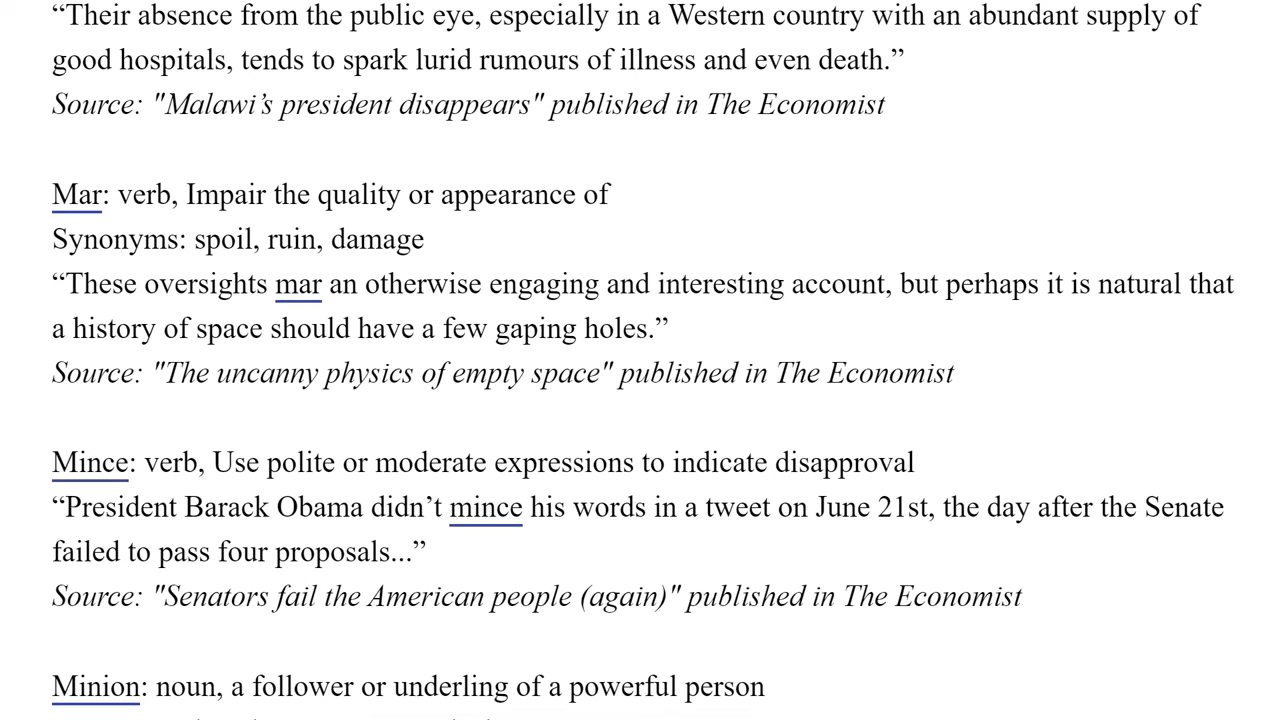 “Their absence from the public eye, especially in a Western country with an abundant supply of
good hospitals, tends to spark lurid rumours of illness and even death.”
Source: "Malawi’s president disappears" published in The Economist
Mar: verb, Impair the quality or appearance of
Synonyms: spoil, ruin, damage
“These oversights mar an otherwise engaging and interesting account, but perhaps it is natural that
a history of space should have a few gaping holes.”
Source: "The uncanny physics of empty space" published in The Economist
Mince: verb, Use polite or moderate expressions to indicate disapproval
“President Barack Obama didn’t mince his words in a tweet on June 21st, the day after the Senate
failed to pass four proposals...”
Source: "Senators fail the American people (again)" published in The Economist
Minion: noun, a follower or underling of a powerful person